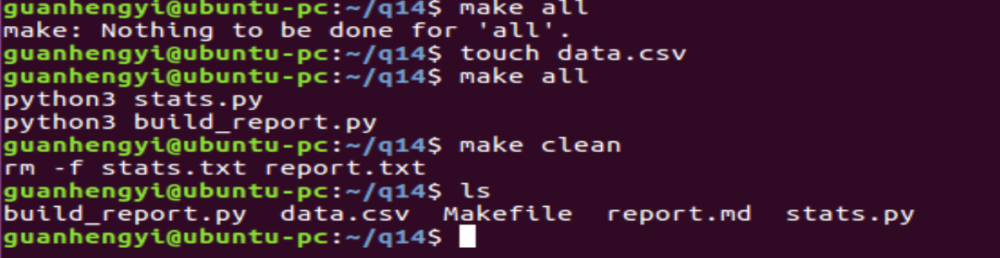 guanhengyi@ubuntu-pc:~/q14$ make all
make: Nothing to be done for 'all'.
guanhengyi@ubuntu-pc:~/q14$ touch data.csv
guanhengyi@ubuntu-pc:~/q14$ make all
python3 stats.py
python3 build_report.py
guanhengyi@ubuntu-pc:~/q14$ make clean
rm -f stats.txt report.txt
guanhengyi@ubuntu-pc:~/q14$ ls
build_report.py  data.csv  Makefile  report.md  stats.py
guanhengyi@ubuntu-pc:~/q14$